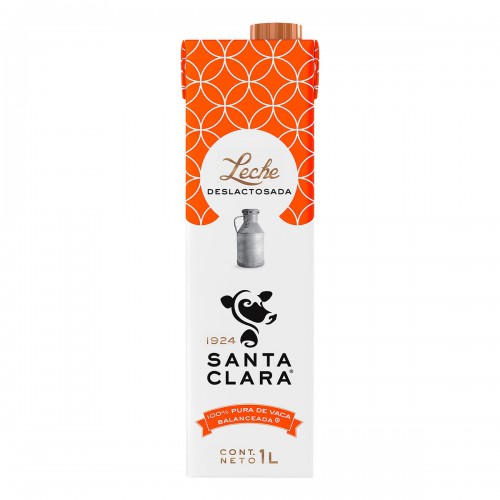 Leche
DESLACTOSADA
1924
SANTA
CLARA®
100% PURA DE VACA
BALANCEADA ®
CONT.
NETO 1L